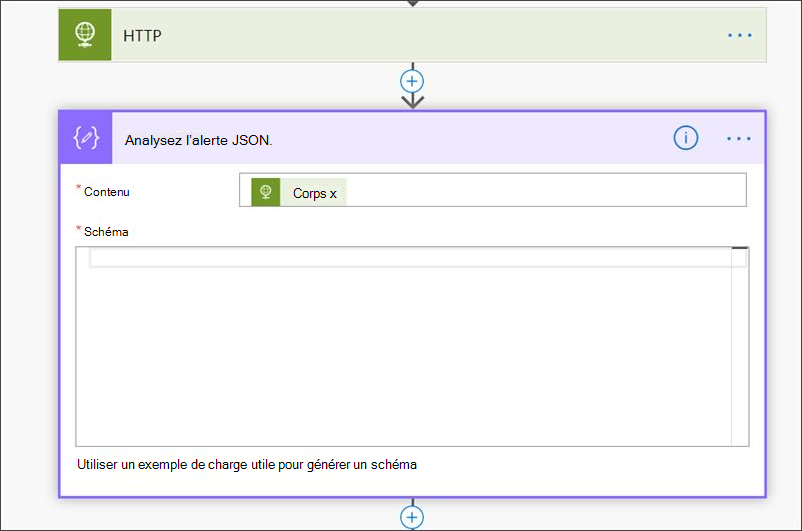 HTTP
Analysez l'alerte JSON.
* Contenu
Corps x
* Schéma
Utiliser un exemple de charge utile pour générer un schéma